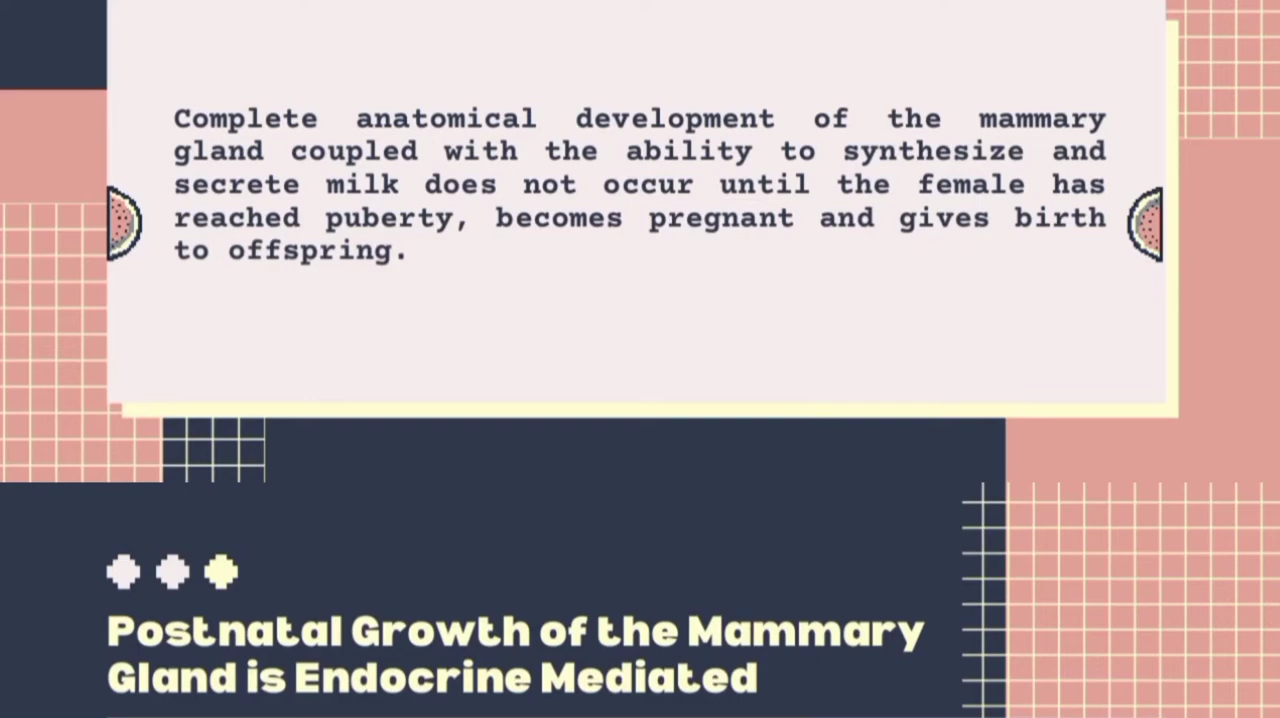 Complete anatomical development of the mammary
gland coupled with the ability to synthesize and
secrete milk does not occur until the female has
reached puberty, becomes pregnant and gives birth
to offspring.
Postnatal Growth of the Mammary
Gland is Endocrine Mediated